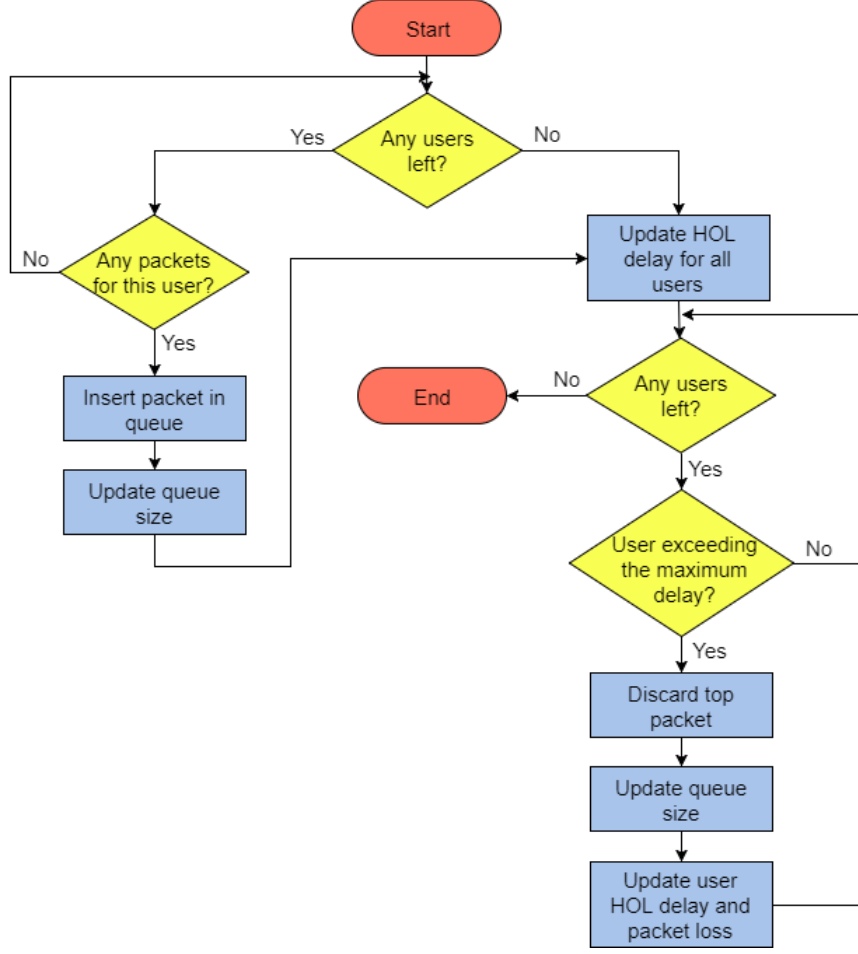 Start
Any users
left?
Yes
No
Any packets
for this user?
No
Yes
Update HOL
delay for all
users
Insert packet in
queue
Update queue
size
Any users
left?
No
End
Yes
User exceeding
the maximum
delay?
No
Yes
Discard top
packet
Update queue
size
Update user
HOL delay and
packet loss